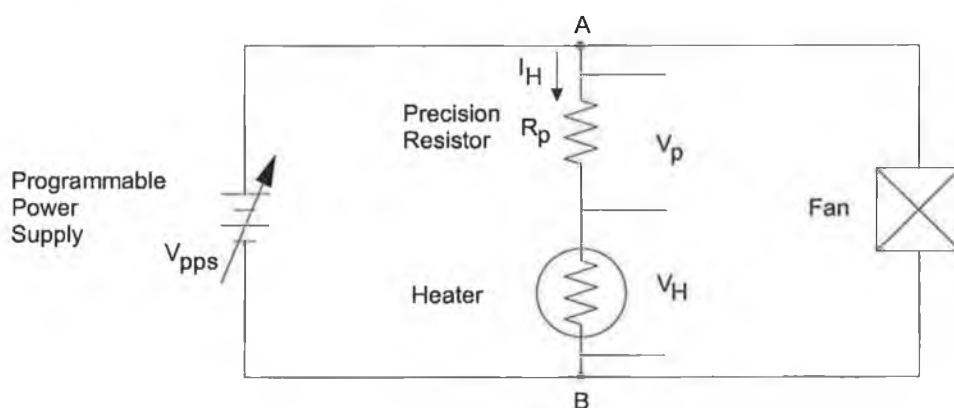 A
I_H
Precision
Resistor
R_p
V_p
Programmable
Power
Supply
V_pps
Fan
Heater
V_H
B